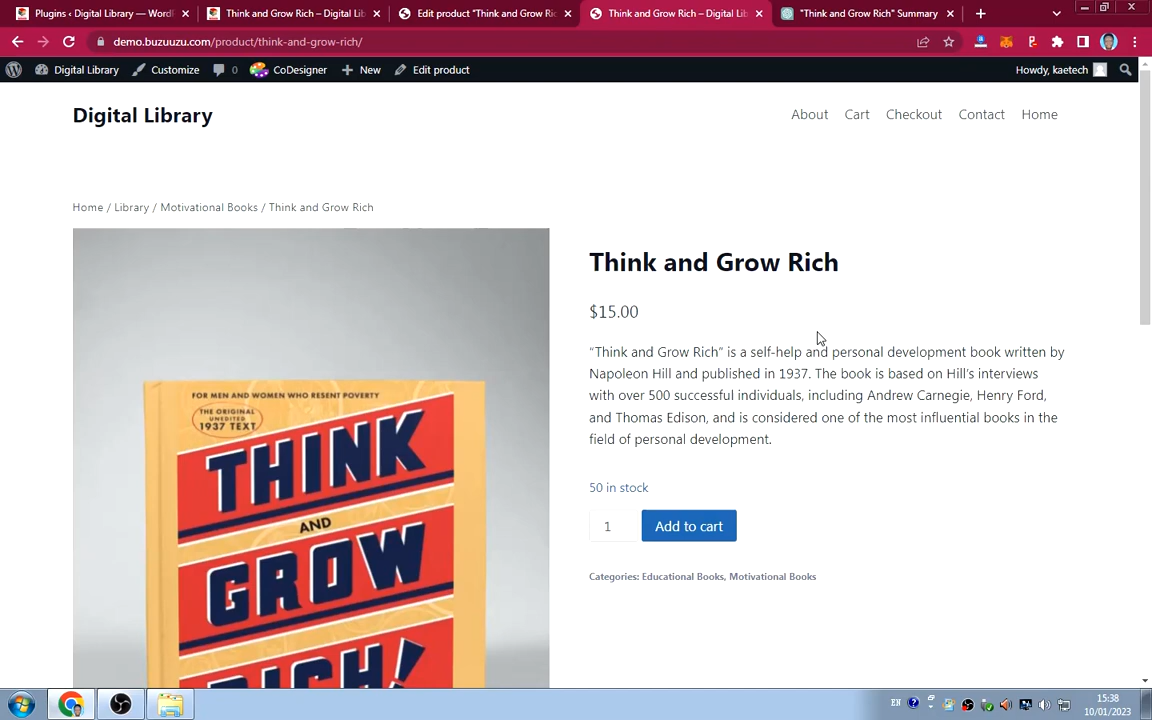 Plugins ‹ Digital Library — WordF
Think and Grow Rich – Digital Lib
Edit product "Think and Grow Ric
Think and Grow Rich – Digital Lib
"Think and Grow Rich" Summary
demo.buzuuzu.com/product/think-and-grow-rich/
Digital Library
Customize
0
CoDesigner
New
Edit product
Howdy, kaetech
Digital Library
About
Cart
Checkout
Contact
Home
Home / Library / Motivational Books / Think and Grow Rich
Think and Grow Rich
$15.00
“Think and Grow Rich” is a self-help and personal development book written by
Napoleon Hill and published in 1937. The book is based on Hill’s interviews
with over 500 successful individuals, including Andrew Carnegie, Henry Ford,
and Thomas Edison, and is considered one of the most influential books in the
field of personal development.
50 in stock
1
Add to cart
Categories: Educational Books, Motivational Books
FOR MEN AND WOMEN WHO RESENT POVERTY
THE ORIGINAL
UNEDITED
1937 TEXT
THINK
AND
GROW
RICH!
EN
15:38
10/01/2023